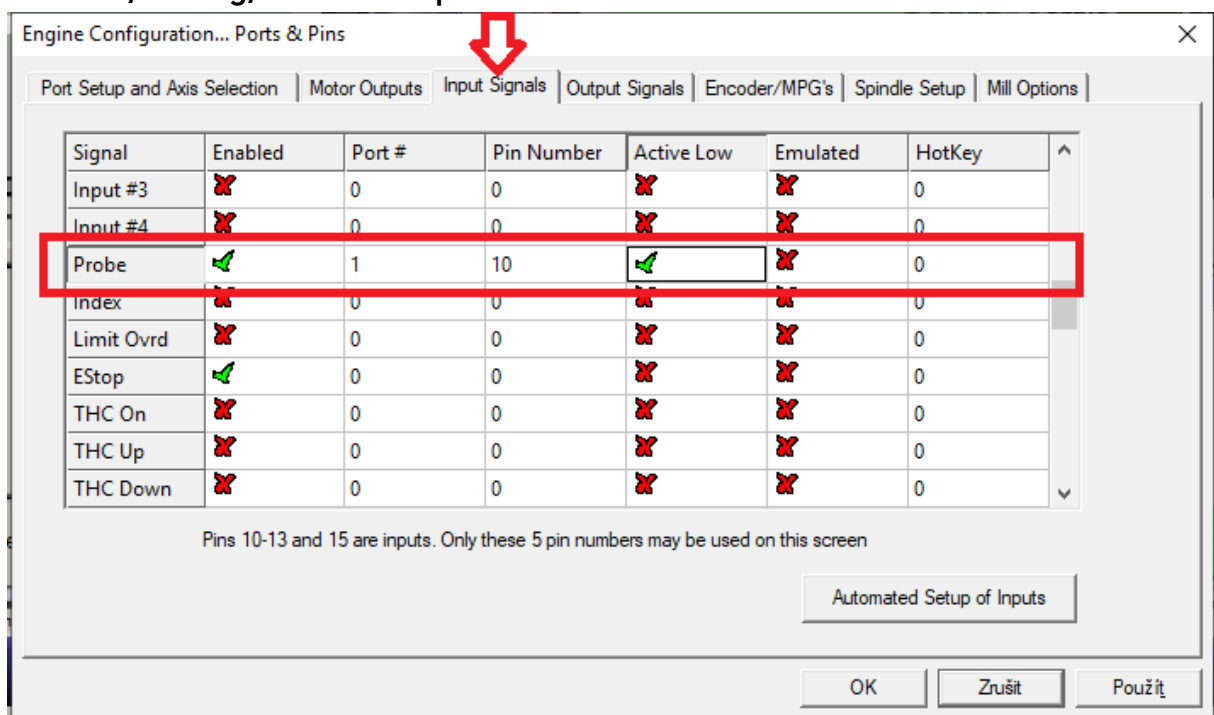 Engine Configuration... Ports & Pins
Port Setup and Axis Selection Motor Outputs Input Signals Output Signals Encoder/MPG's Spindle Setup Mill Options
Signal Enabled Port # Pin Number Active Low Emulated HotKey
Input #3 0 0 0
Input #4 0 0 0
Probe 1 10 0
Index 0 0 0
Limit Ovrd 0 0 0
EStop 0 0 0
THC On 0 0 0
THC Up 0 0 0
THC Down 0 0 0
Pins 10-13 and 15 are inputs. Only these 5 pin numbers may be used on this screen
Automated Setup of Inputs
OK Zrušit Použít